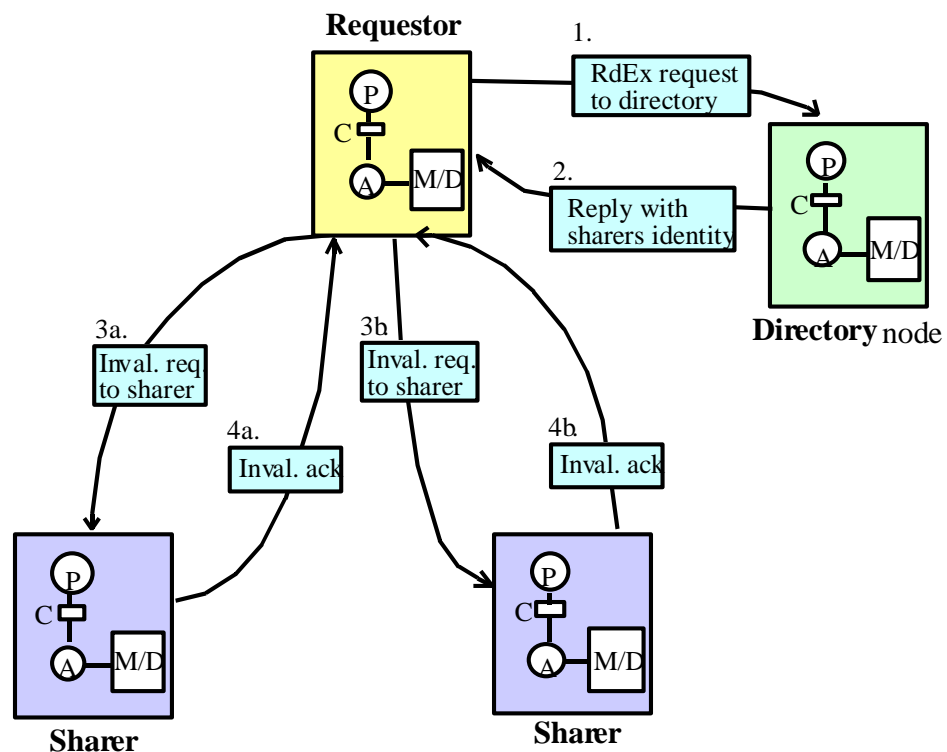 Requestor
1.
RdEx request
to directory
P
C
A
M/D
2.
Reply with
sharers identity
P
C
A
M/D
Directory node
3a.
Inval. req.
to sharer
3b.
Inval. req.
to sharer
4a.
Inval. ack
4b.
Inval. ack
P
C
A
M/D
Sharer
P
C
A
M/D
Sharer